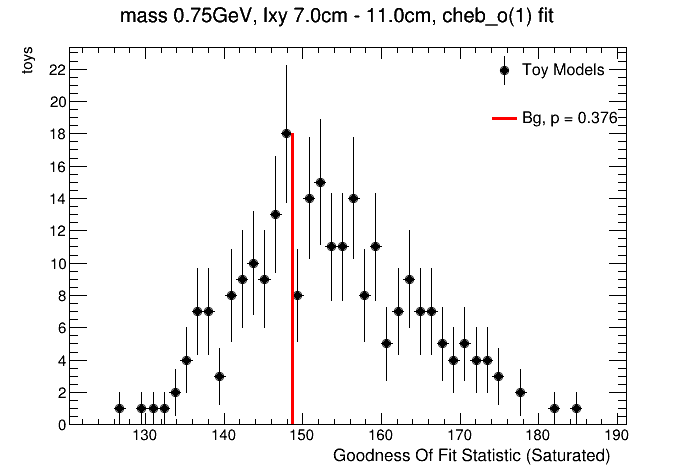 mass 0.75GeV, lxy 7.0cm - 11.0cm, cheb_o(1) fit
toys
Toy Models
Bg, p = 0.376
22
20
18
16
14
12
10
8
6
4
2
0
130 140 150 160 170 180 190
Goodness Of Fit Statistic (Saturated)